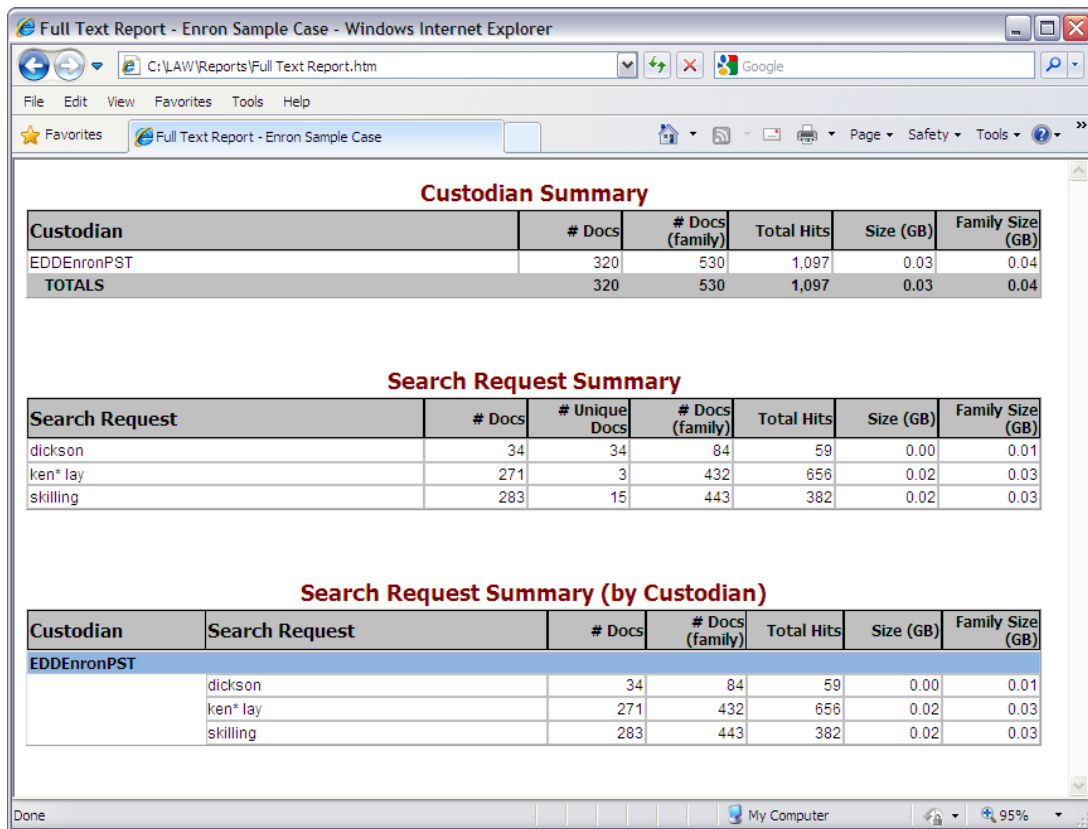 Full Text Report - Enron Sample Case - Windows Internet Explorer
C:\LAW\Reports\Full Text Report.htm
Google
File Edit View Favorites Tools Help
Favorites Full Text Report - Enron Sample Case Page Safety Tools »
Custodian Summary
Custodian # Docs # Docs (family) Total Hits Size (GB) Family Size (GB)
EDDEnronPST 320 530 1,097 0.03 0.04
TOTALS 320 530 1,097 0.03 0.04
Search Request Summary
Search Request # Docs # Unique Docs # Docs (family) Total Hits Size (GB) Family Size (GB)
dickson 34 34 84 59 0.00 0.01
ken* lay 271 3 432 656 0.02 0.03
skilling 283 15 443 382 0.02 0.03
Search Request Summary (by Custodian)
Custodian Search Request # Docs # Docs (family) Total Hits Size (GB) Family Size (GB)
EDDEnronPST
dickson 34 84 59 0.00 0.01
ken* lay 271 432 656 0.02 0.03
skilling 283 443 382 0.02 0.03
Done My Computer 95%